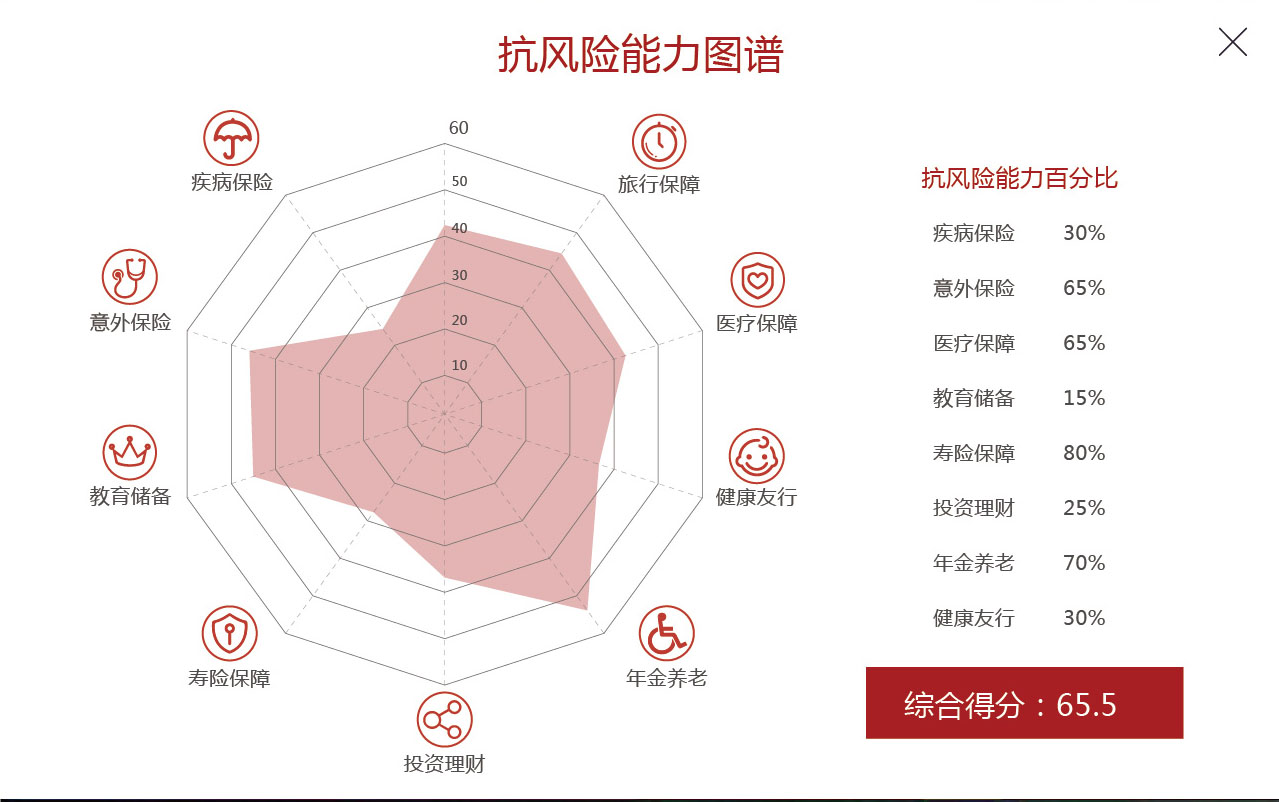 抗风险能力图谱
60
50
40
30
20
10
疾病保险
旅行保障
意外保险
医疗保障
教育储备
健康友行
寿险保障
年金养老
投资理财
抗风险能力百分比
疾病保险 30%
意外保险 65%
医疗保障 65%
教育储备 15%
寿险保障 80%
投资理财 25%
年金养老 70%
健康友行 30%
综合得分：65.5